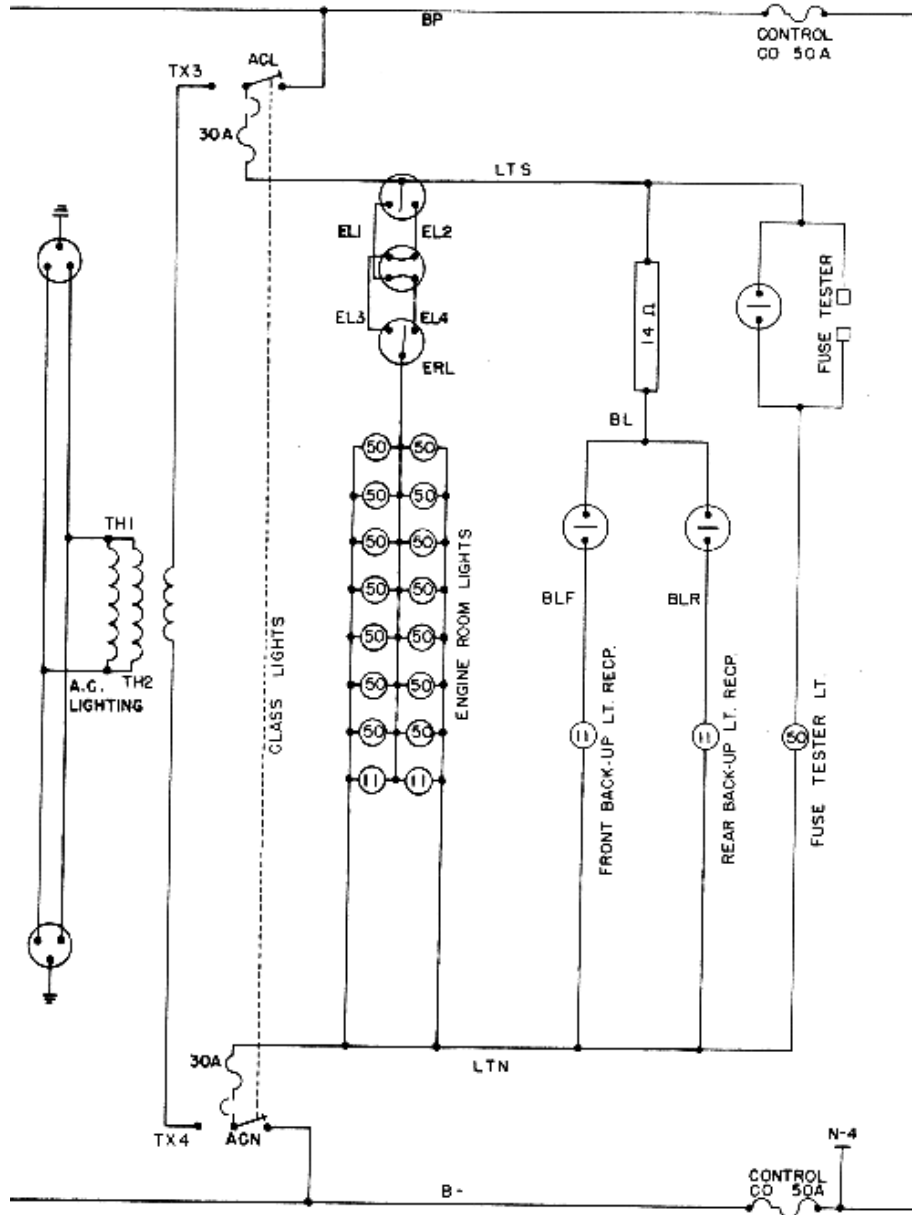 BP
CONTROL
CO 50A
TX3
ACL
30A
LTS
EL1
EL2
EL3
EL4
ERL
14 Ω
FUSE TESTER
BL
50 50
50 50
50 50
50 50
50 50
50 50
50 50
11 11
ENGINE ROOM LIGHTS
TH1
TH2
A.C.
LIGHTING
CLASS LIGHTS
BLF
BLR
11
FRONT BACK-UP LT. RECP.
11
REAR BACK-UP LT. RECP.
50
FUSE TESTER LT.
30A
LTN
TX4
ACN
N-4
B-
CONTROL
CO 50A